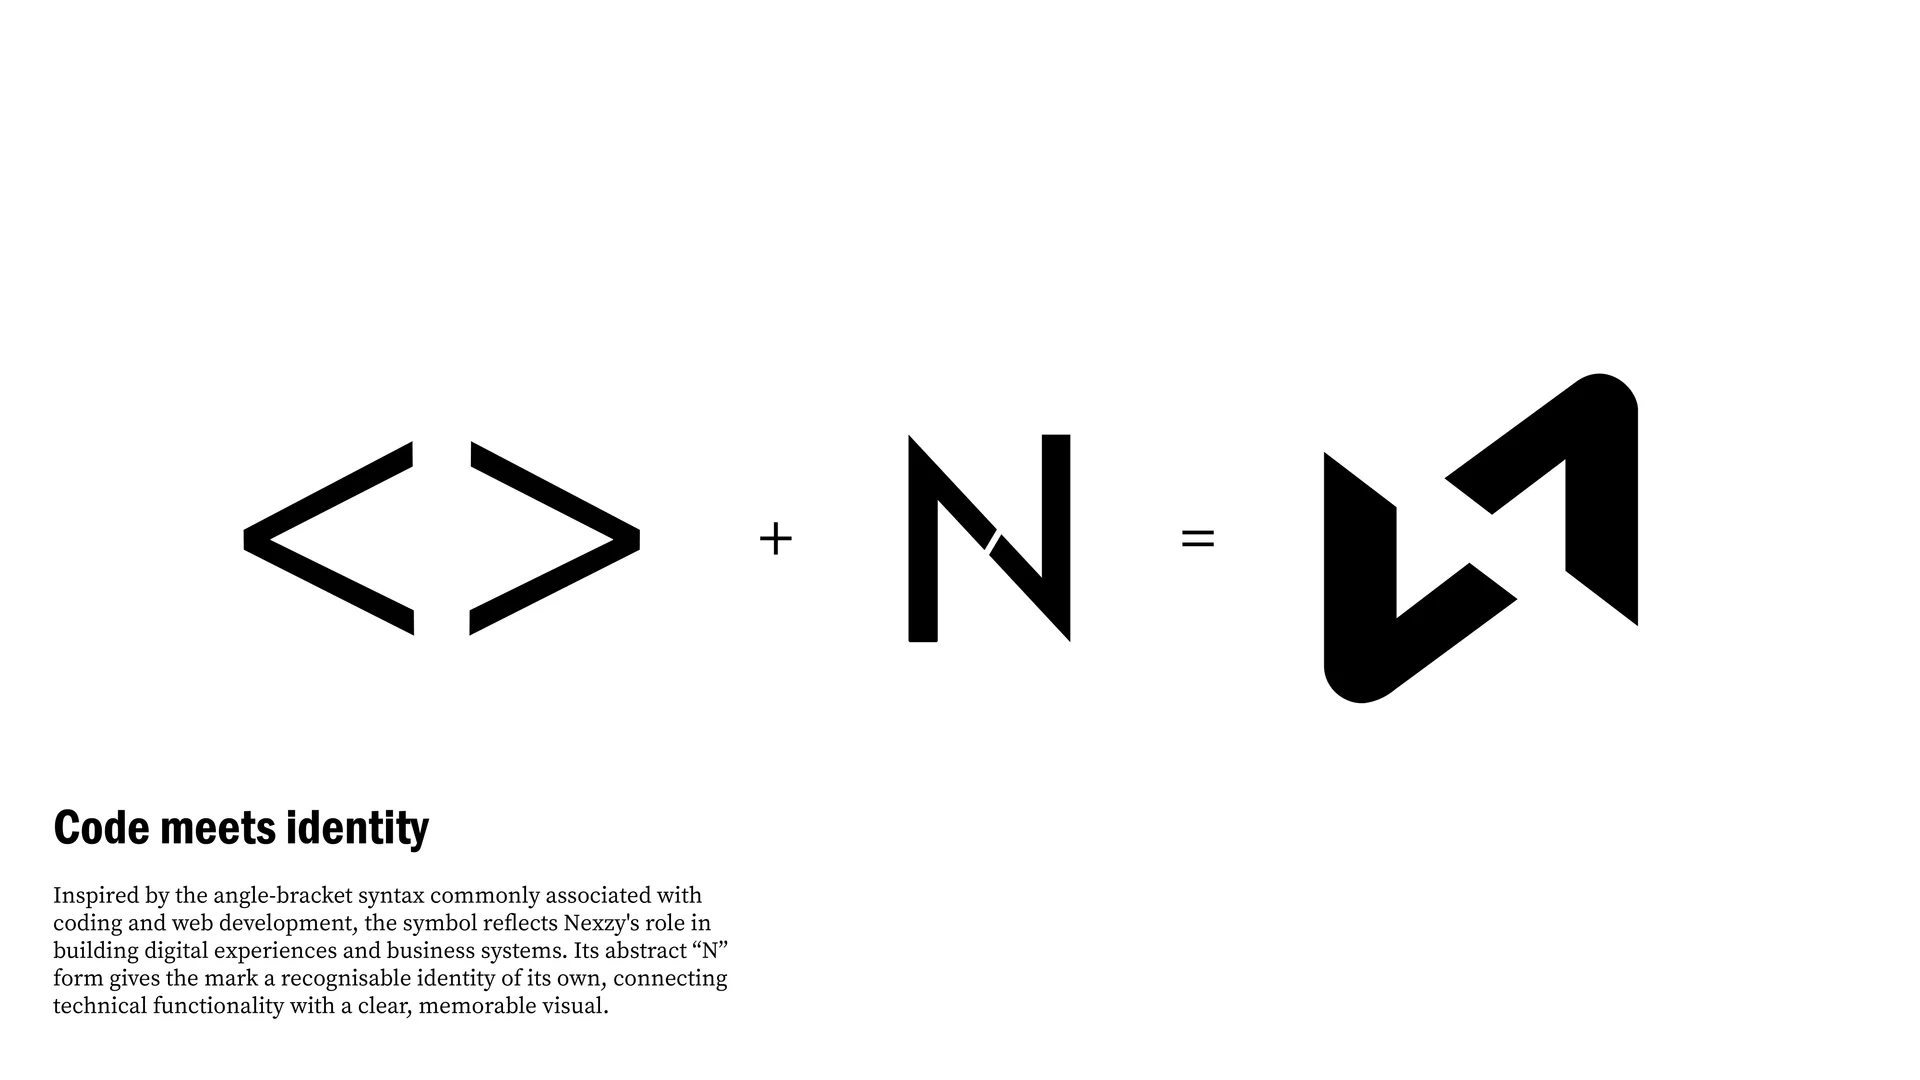 <> + N =
Code meets identity
Inspired by the angle-bracket syntax commonly associated with
coding and web development, the symbol reflects Nexzy's role in
building digital experiences and business systems. Its abstract “N”
form gives the mark a recognisable identity of its own, connecting
technical functionality with a clear, memorable visual.